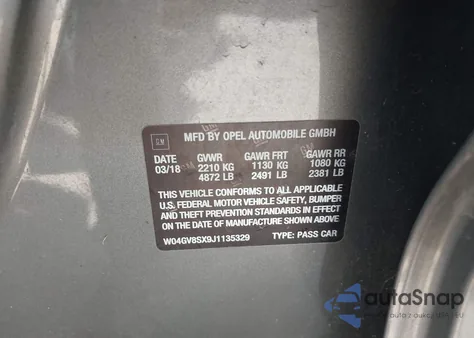 GM
MFD BY OPEL AUTOMOBILE GMBH
DATE GVWR GAWR FRT GAWR RR
03/18 2210 KG 1130 KG 1080 KG
4872 LB 2491 LB 2381 LB
THIS VEHICLE CONFORMS TO ALL APPLICABLE
U.S. FEDERAL MOTOR VEHICLE SAFETY, BUMPER
AND THEFT PREVENTION STANDARDS IN EFFECT
ON THE DATE OF MANUFACTURE SHOWN ABOVE
W04GV8SX9J1135329 TYPE: PASS CAR
autaSnap